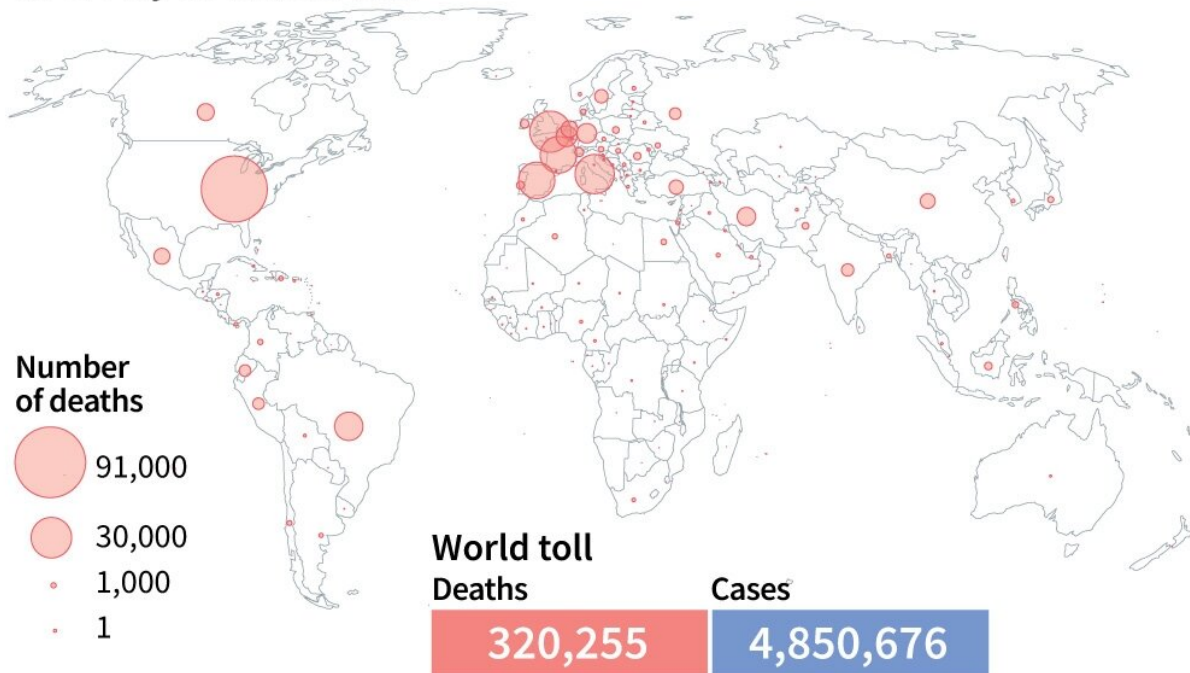 Number
of deaths
91,000
30,000
1,000
1
World toll
Deaths
Cases
320,255
4,850,676